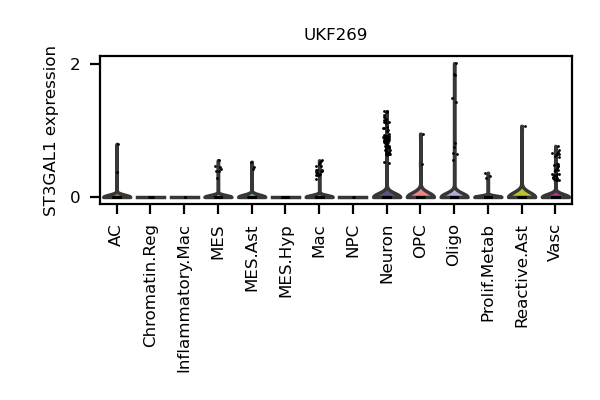 UKF269
ST3GAL1 expression
2
0
AC
Chromatin.Reg
Inflammatory.Mac
MES
MES.Ast
MES.Hyp
Mac
NPC
Neuron
OPC
Oligo
Prolif.Metab
Reactive.Ast
Vasc